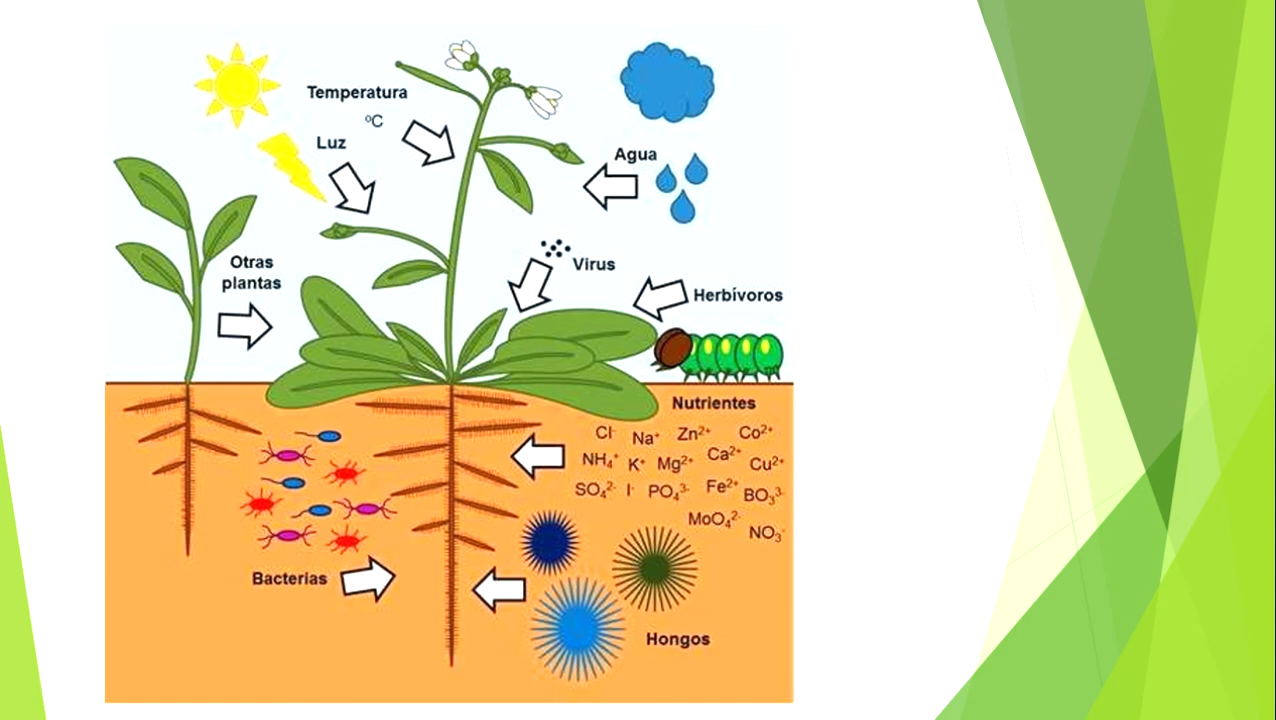 Temperatura
ºC
Luz
Agua
Otras
plantas
Virus
Herbívoros
Nutrientes
Cl⁻ Na⁺ Zn²⁺ Co²⁺
NH₄⁺ K⁺ Mg²⁺ Ca²⁺ Cu²⁺
SO₄²⁻ I⁻ PO₄³⁻ Fe²⁺ BO₃³⁻
MoO₄²⁻
NO₃⁻
Bacterias
Hongos